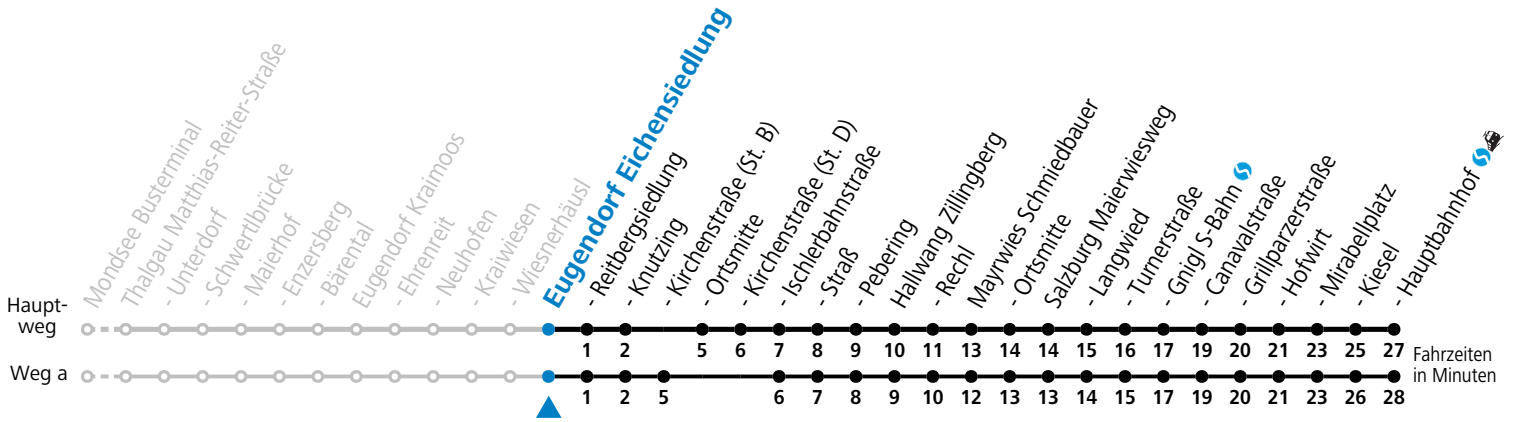 Mondsee Busterminal
Thalgau Matthias-Reiter-Straße
- Unterdorf
- Schwertlbrücke
- Maierhof
Enzersberg
- Bärental
Eugendorf Kraimoos
- Ehrenreit
- Neuhofen
- Kraiwiesen
- Wiesnerhäusl
Eugendorf Eichensiedlung
- Reitbergsiedlung
- Knutzing
- Kirchenstraße (St. B)
- Ortsmitte
- Kirchenstraße (St. D)
- Ischlerbahnstraße
- Straß
- Pebering
Hallwang Zillingberg
- Rechl
Mayrwies Schmiedbauer
- Ortsmitte
Salzburg Maierwiesweg
- Langwied
- Turnerstraße
- Gnigl S-Bahn
- Canavalstraße
- Grillparzerstraße
- Hofwirt
- Mirabellplatz
- Kiesel
- Hauptbahnhof
Haupt-
weg
1 2 5 6 7 8 9 10 11 13 14 14 15 16 17 19 20 21 23 25 27
Weg a
1 2 5 6 7 8 9 10 12 13 13 14 15 17 19 20 21 23 26 28
Fahrzeiten
in Minuten